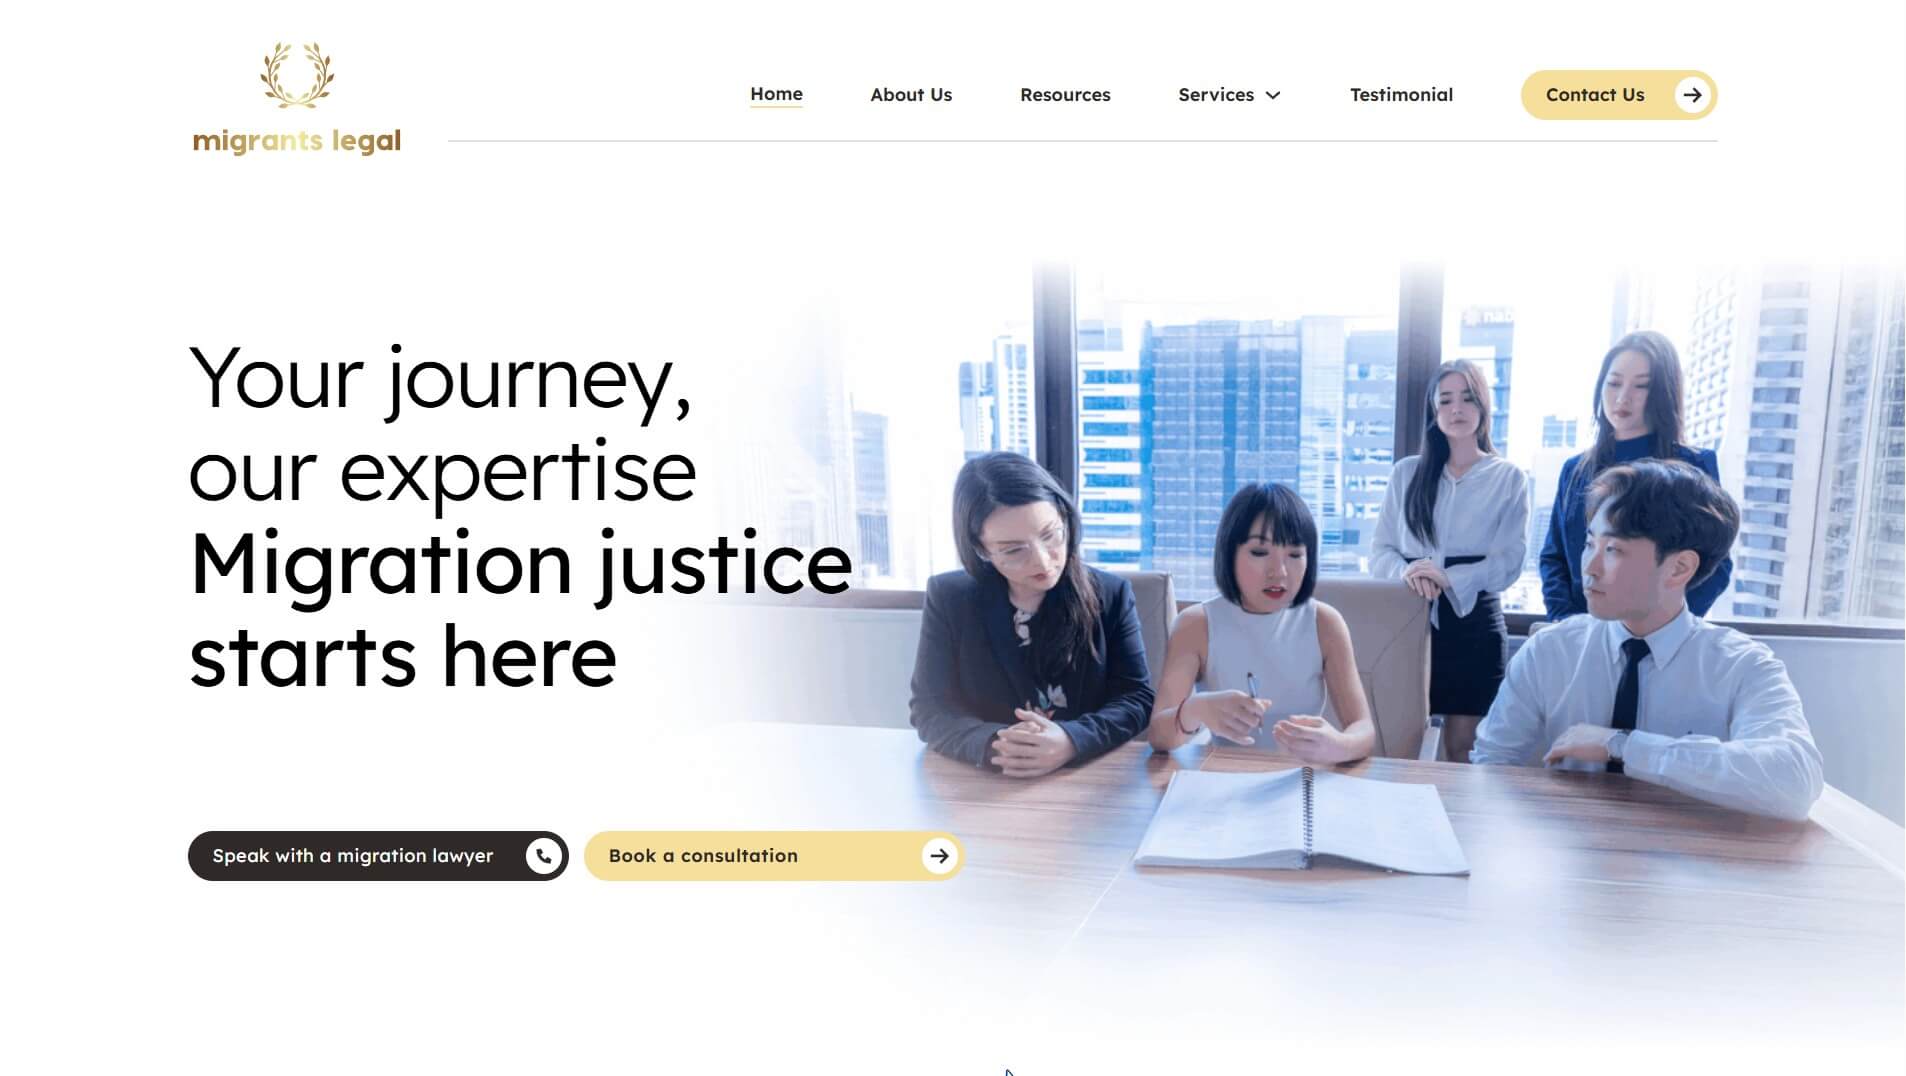 migrants legal
Home
About Us
Resources
Services
Testimonial
Contact Us
Your journey,
our expertise
Migration justice
starts here
Speak with a migration lawyer
Book a consultation